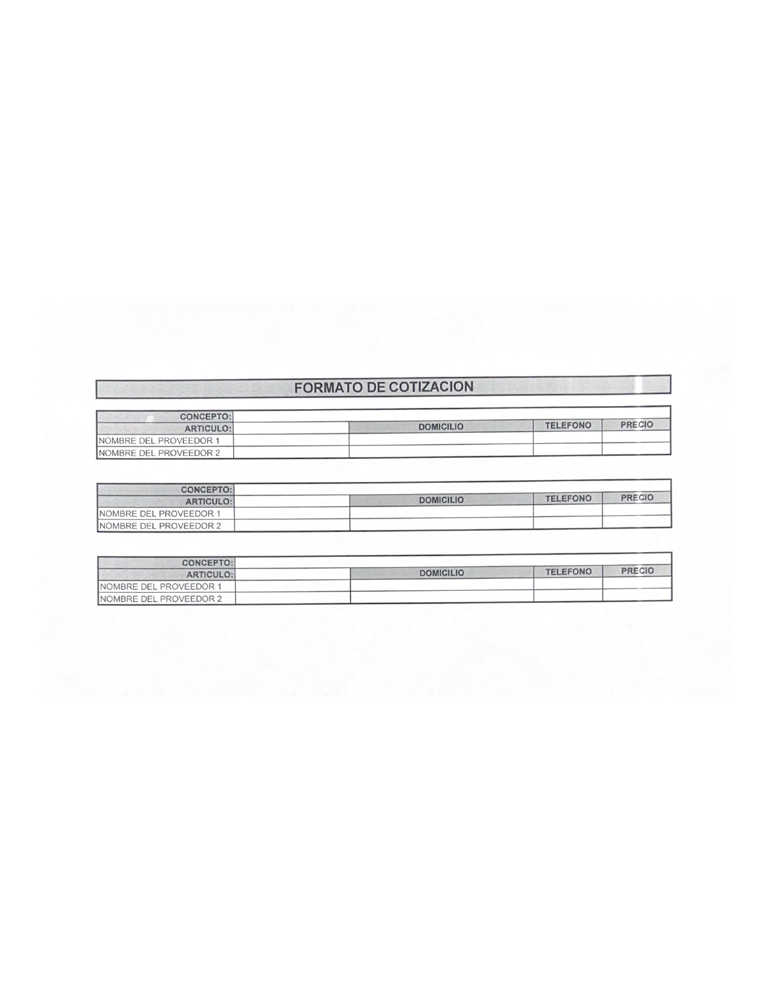 FORMATO DE COTIZACION
CONCEPTO:
ARTICULO: DOMICILIO TELEFONO PRECIO
NOMBRE DEL PROVEEDOR 1
NOMBRE DEL PROVEEDOR 2
CONCEPTO:
ARTICULO: DOMICILIO TELEFONO PRECIO
NOMBRE DEL PROVEEDOR 1
NOMBRE DEL PROVEEDOR 2
CONCEPTO:
ARTICULO: DOMICILIO TELEFONO PRECIO
NOMBRE DEL PROVEEDOR 1
NOMBRE DEL PROVEEDOR 2